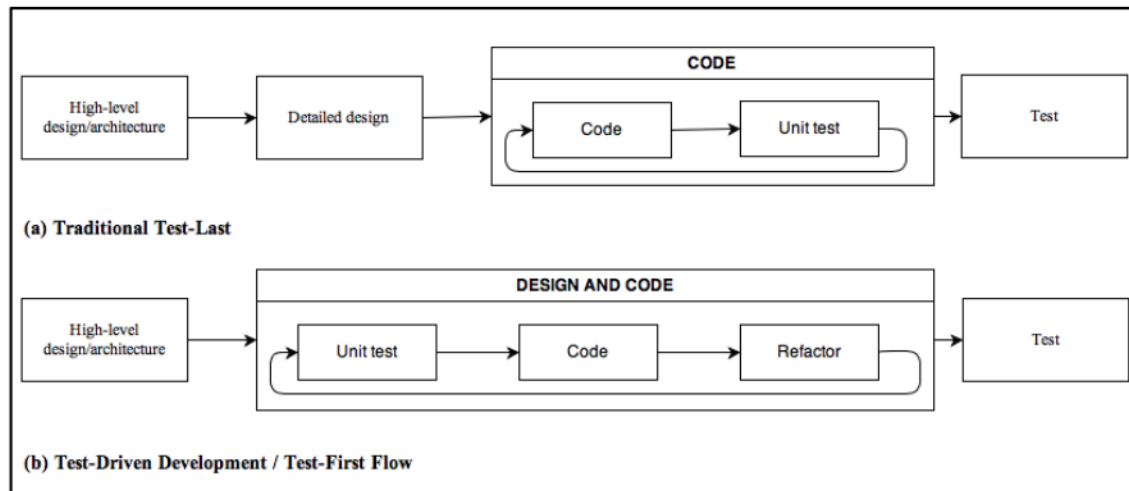 CODE
High-level
design/architecture
Detailed design
Code
Unit test
Test
(a) Traditional Test-Last
DESIGN AND CODE
High-level
design/architecture
Unit test
Code
Refactor
Test
(b) Test-Driven Development / Test-First Flow